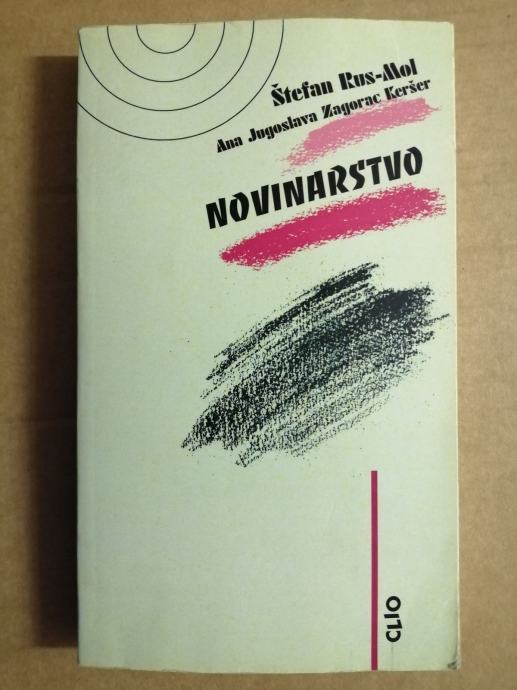 Štefan Rus-Mol
Ana Jugoslava Zagorac Keršer
NOVINARSTVO
CLIO